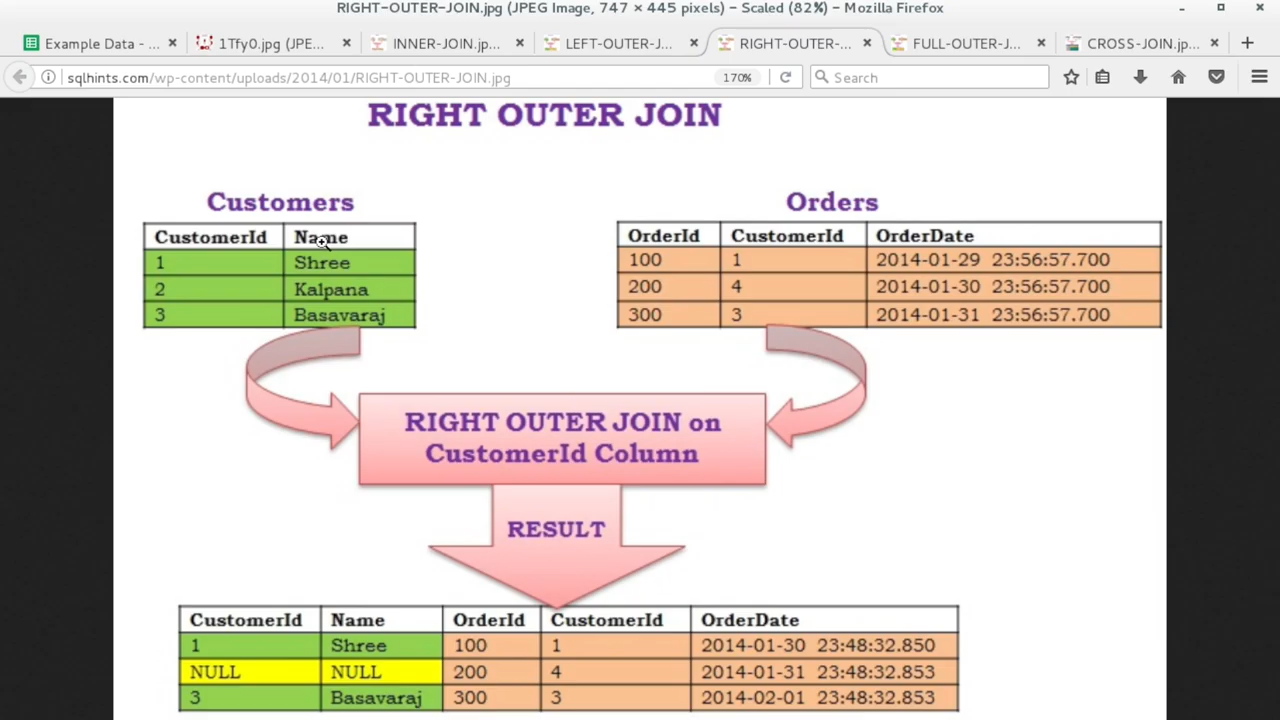 RIGHT-OUTER-JOIN.jpg (JPEG Image, 747 × 445 pixels) – Scaled (82%) – Mozilla Firefox
Example Data - ... 1Tfy0.jpg (JPE... INNER-JOIN.jp... LEFT-OUTER-J... RIGHT-OUTER-... FULL-OUTER-J... CROSS-JOIN.jp...
sqlhints.com/wp-content/uploads/2014/01/RIGHT-OUTER-JOIN.jpg 170% Search
RIGHT OUTER JOIN
Customers Orders
CustomerId Name OrderId CustomerId OrderDate
1 Shree 100 1 2014-01-29 23:56:57.700
2 Kalpana 200 4 2014-01-30 23:56:57.700
3 Basavaraj 300 3 2014-01-31 23:56:57.700
RIGHT OUTER JOIN on
CustomerId Column
RESULT
CustomerId Name OrderId CustomerId OrderDate
1 Shree 100 1 2014-01-30 23:48:32.850
NULL NULL 200 4 2014-01-31 23:48:32.853
3 Basavaraj 300 3 2014-02-01 23:48:32.853